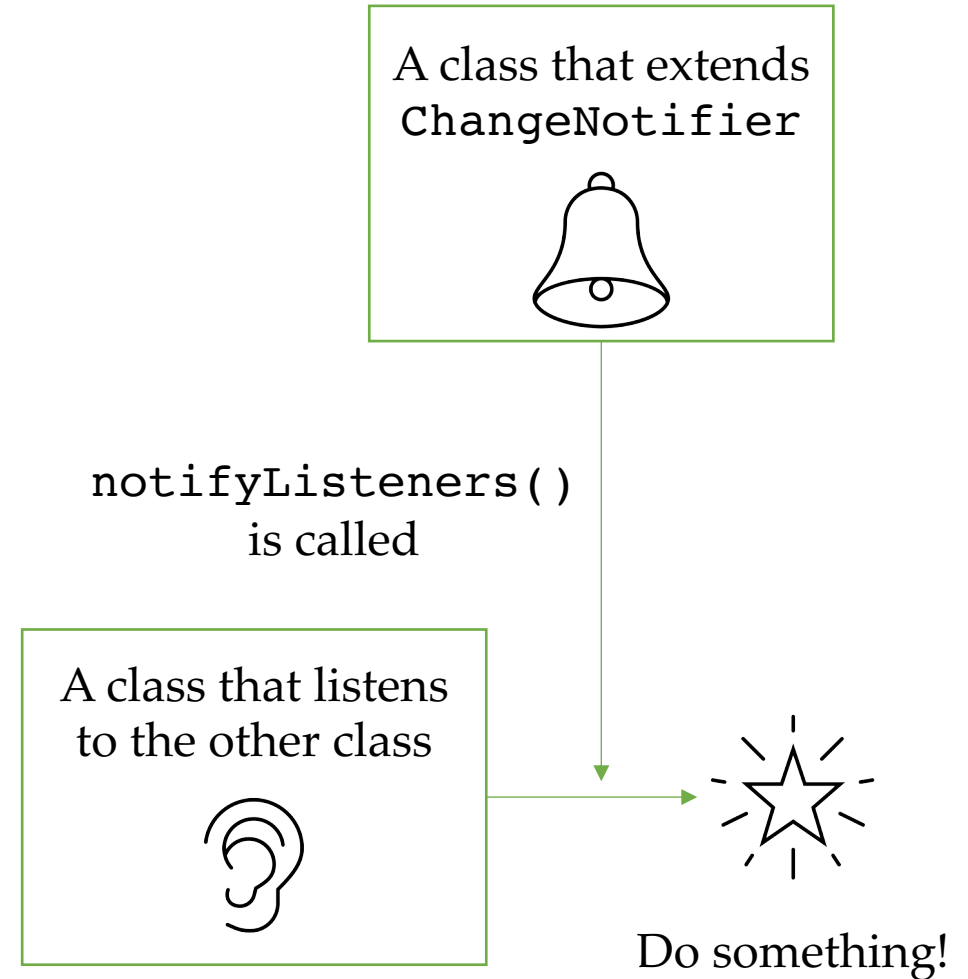 A class that extends
ChangeNotifier
notifyListeners()
is called
A class that listens
to the other class
Do something!